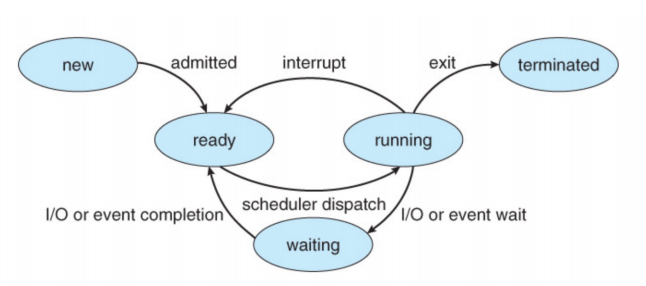 new
admitted
interrupt
exit
terminated
ready
running
scheduler dispatch
I/O or event completion
I/O or event wait
waiting